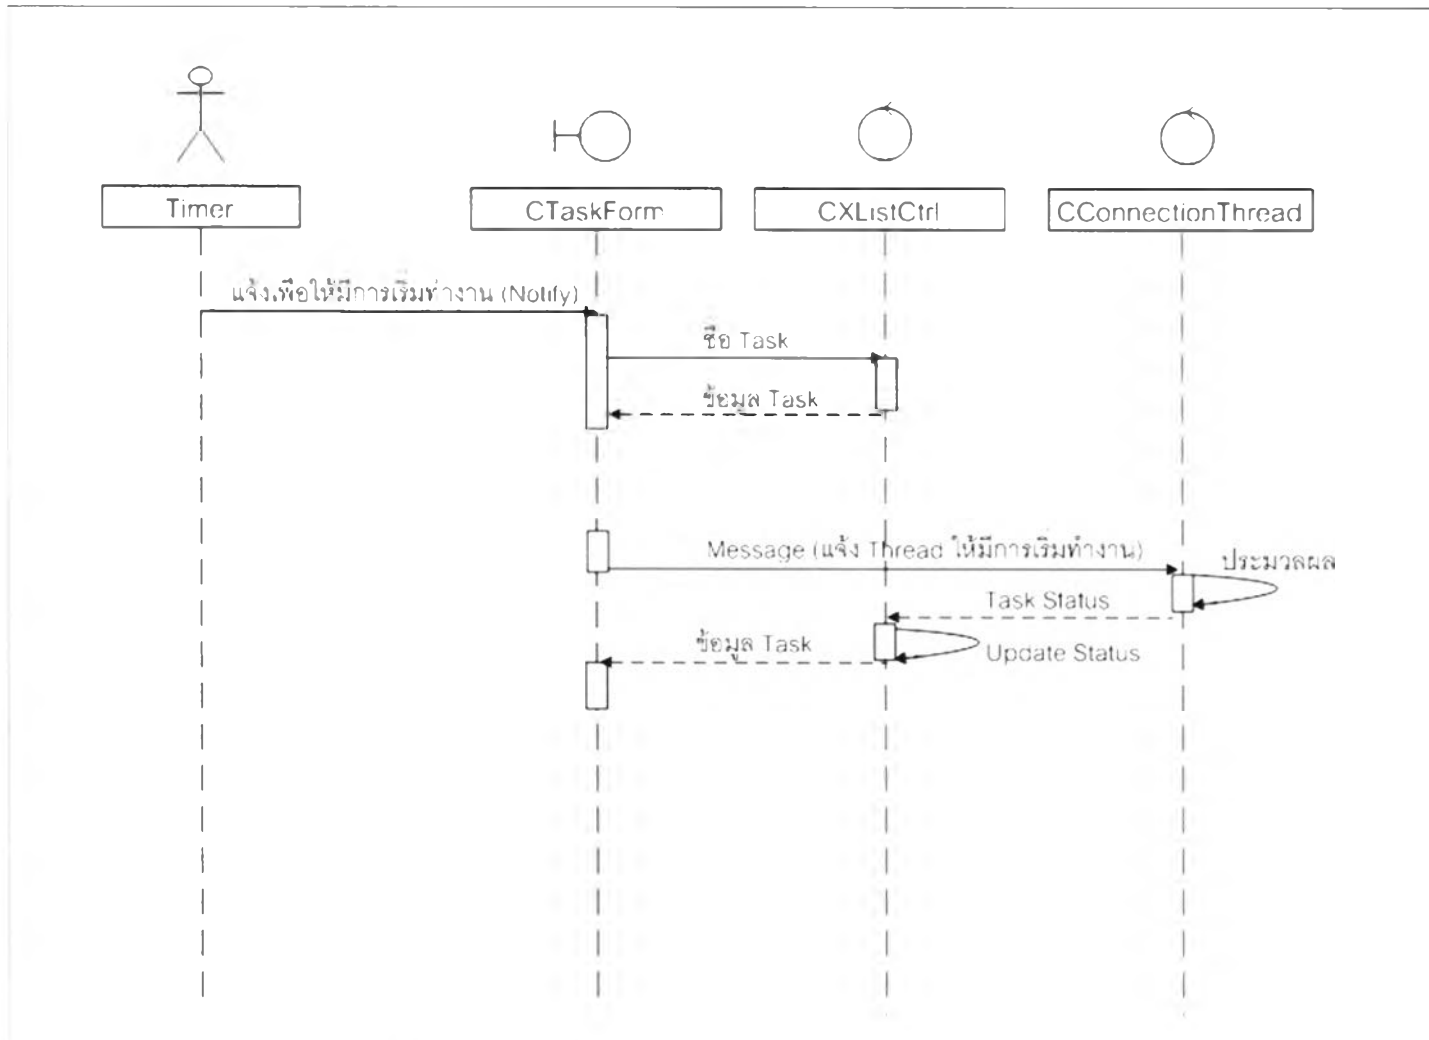 Timer
CTaskForm
CXListCtrl
CConnectionThread
แจ้งเพื่อให้มีการเริ่มทำงาน (Notify)
ชื่อ Task
ข้อมูล Task
Message (แจ้ง Thread ให้มีการเริ่มทำงาน)
ประมวลผล
Task Status
ข้อมูล Task
Update Status